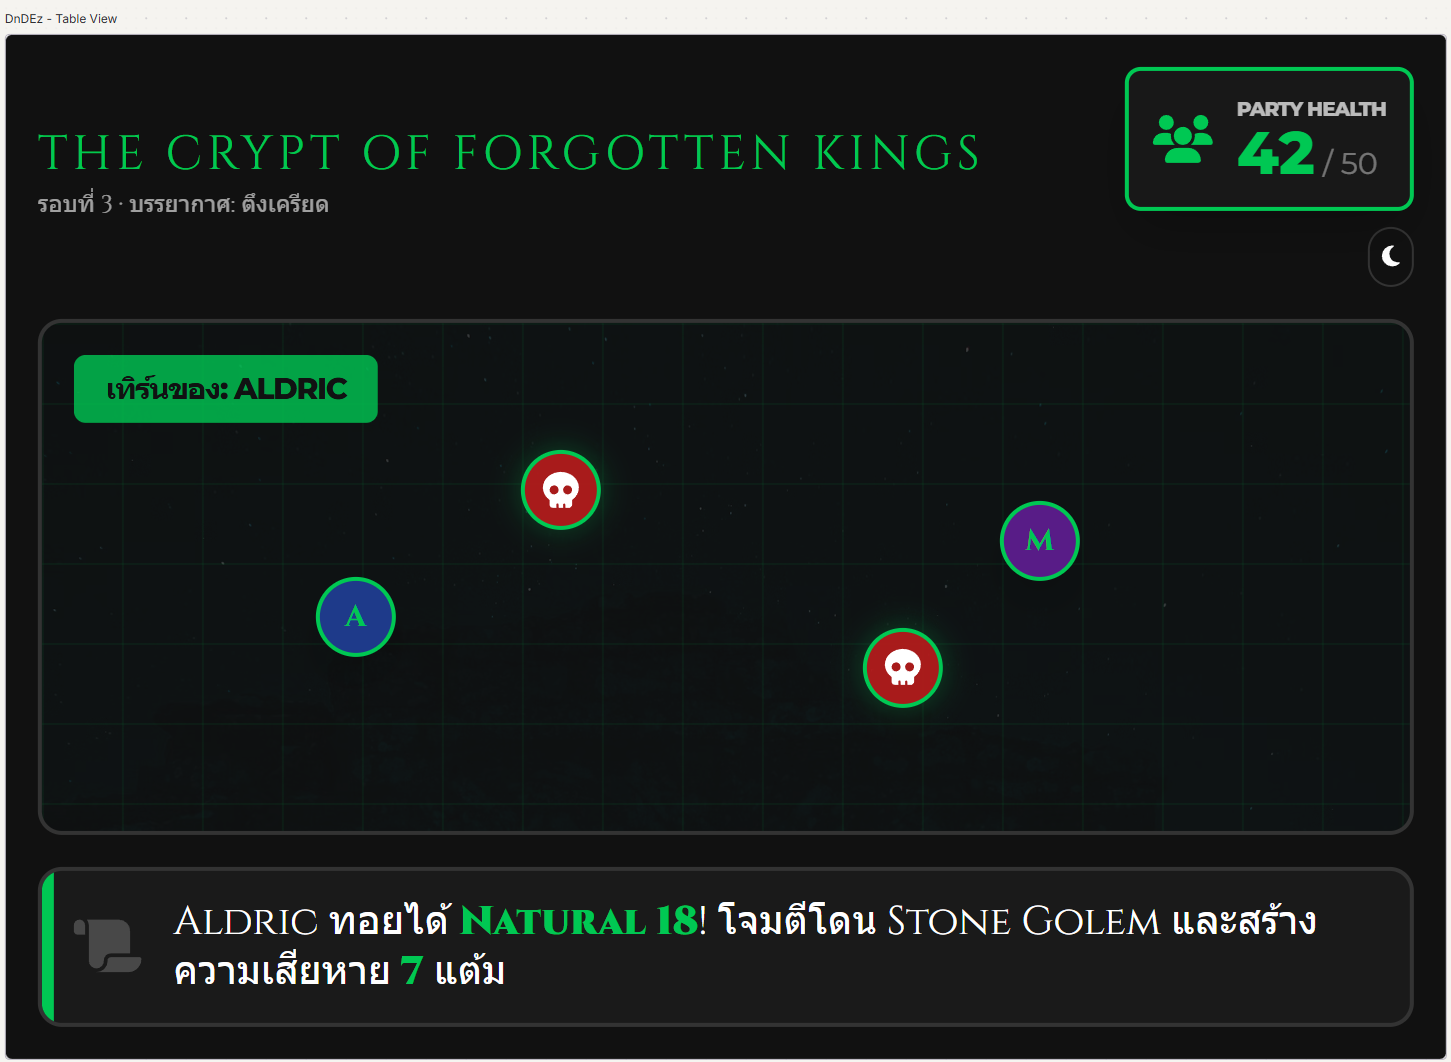 DnDEz - Table View
THE CRYPT OF FORGOTTEN KINGS
รอบที่ 3 · บรรยากาศ: ตึงเครียด
PARTY HEALTH
42 / 50
เทิร์นของ: ALDRIC
M
A
ALDRIC ทอยได้ NATURAL 18! โจมตีโดน STONE GOLEM และสร้าง
ความเสียหาย 7 แต้ม